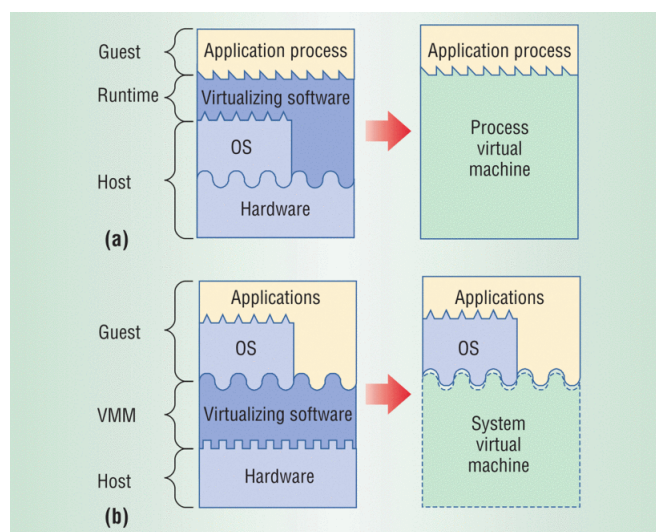 Guest
Application process
Runtime
Virtualizing software
OS
Host
Hardware
(a)
Application process
Process
virtual
machine
Guest
Applications
OS
VMM
Virtualizing software
Host
Hardware
(b)
Applications
OS
System
virtual
machine